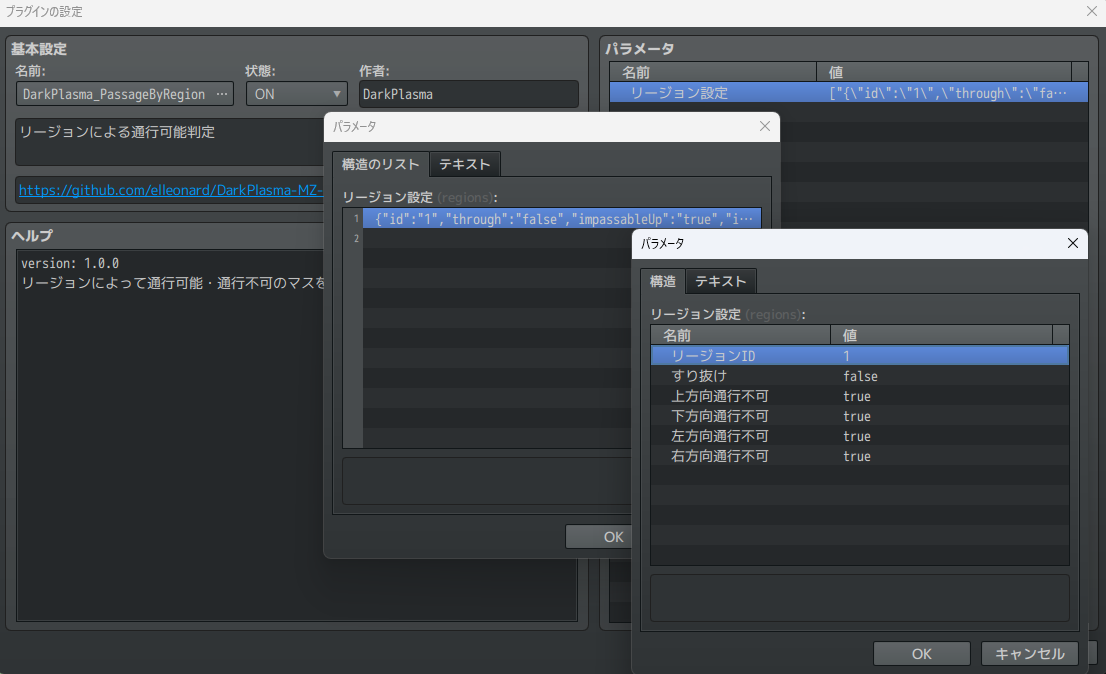 プラグインの設定
基本設定
名前:
状態:
作者:
DarkPlasma_PassageByRegion ···
ON
DarkPlasma
リージョンによる通行可能判定
https://github.com/elleonard/DarkPlasma-MZ-
ヘルプ
version: 1.0.0
リージョンによって通行可能・通行不可のマスを
パラメータ
名前
値
リージョン設定
["{\"id\":\"1\",\"through\":\"fa···
パラメータ
構造のリスト
テキスト
リージョン設定 (regions):
1
{"id":"1","through":"false","impassableUp":"true","i···
2
OK
パラメータ
構造
テキスト
リージョン設定 (regions):
名前
値
リージョンID
1
すり抜け
false
上方向通行不可
true
下方向通行不可
true
左方向通行不可
true
右方向通行不可
true
OK
キャンセル